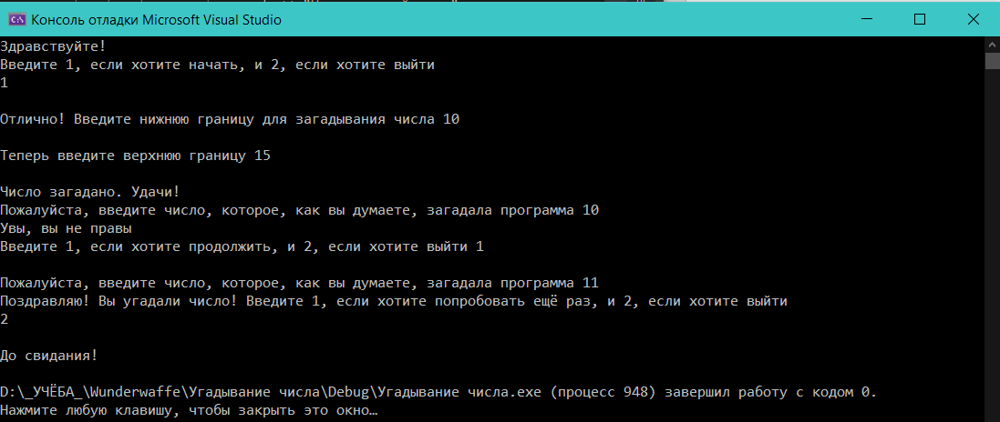 Консоль отладки Microsoft Visual Studio
Здравствуйте!
Введите 1, если хотите начать, и 2, если хотите выйти
1
Отлично! Введите нижнюю границу для загадывания числа 10
Теперь введите верхнюю границу 15
Число загадано. Удачи!
Пожалуйста, введите число, которое, как вы думаете, загадала программа 10
Увы, вы не правы
Введите 1, если хотите продолжить, и 2, если хотите выйти 1
Пожалуйста, введите число, которое, как вы думаете, загадала программа 11
Поздравляю! Вы угадали число! Введите 1, если хотите попробовать ещё раз, и 2, если хотите выйти
2
До свидания!
D:\_УЧЁБА_\Wunderwaffe\Угадывание числа\Debug\Угадывание числа.exe (процесс 948) завершил работу с кодом 0.
Нажмите любую клавишу, чтобы закрыть это окно…